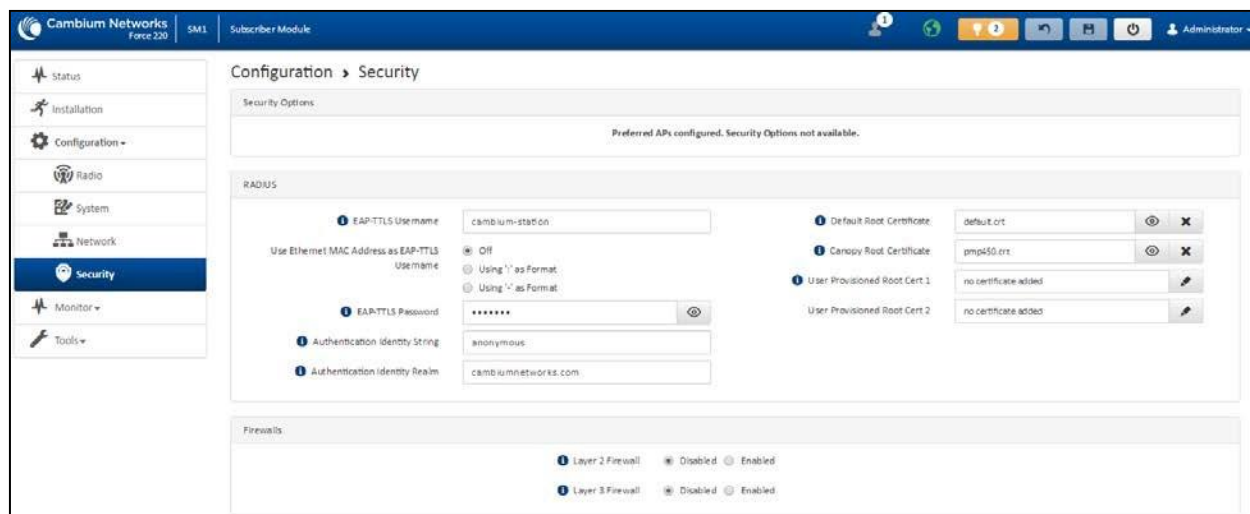 Cambium Networks
Force 220
SM1
Subscriber Module
1
2
Administrator
Status
Installation
Configuration
Radio
System
Network
Security
Monitor
Tools
Configuration > Security
Security Options
Preferred APs configured. Security Options not available.
RADIUS
EAP-TTLS Username
cambium-station
Use Ethernet MAC Address as EAP-TTLS
Username
Off
Using ':' as Format
Using '-' as Format
EAP-TTLS Password
•••••••
Authentication Identity String
anonymous
Authentication Identity Realm
cambiumnetworks.com
Default Root Certificate
default.crt
Canopy Root Certificate
pmp450.crt
User Provisioned Root Cert 1
no certificate added
User Provisioned Root Cert 2
no certificate added
Firewalls
Layer 2 Firewall
Disabled
Enabled
Layer 3 Firewall
Disabled
Enabled